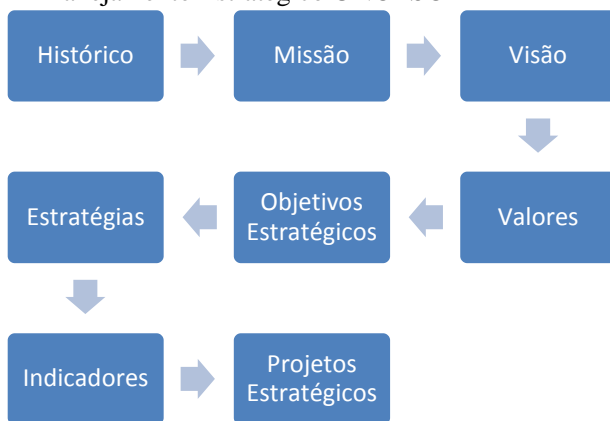 Histórico
Missão
Visão
Valores
Objetivos
Estratégicos
Estratégias
Indicadores
Projetos
Estratégicos